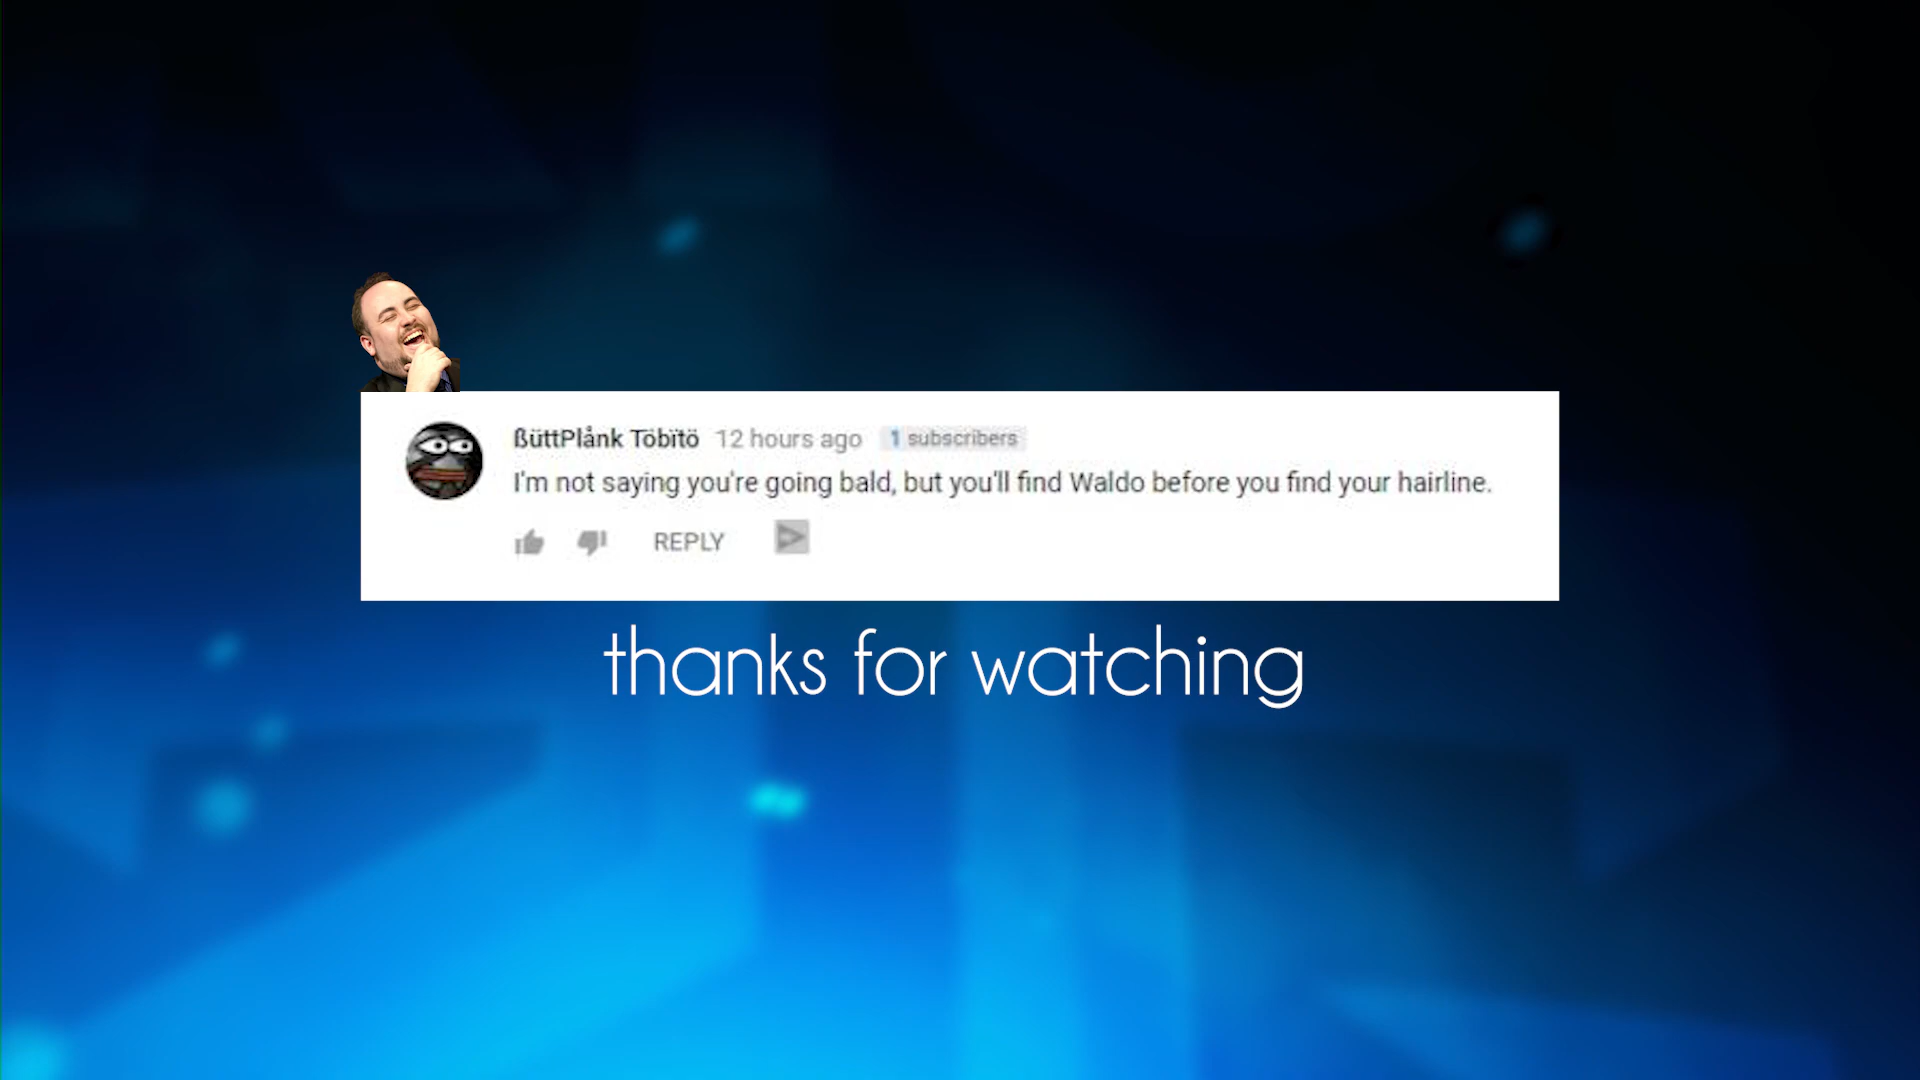 ßüttPlånk Töbïtö 12 hours ago 1 subscribers
I'm not saying you're going bald, but you'll find Waldo before you find your hairline.
REPLY
thanks for watching